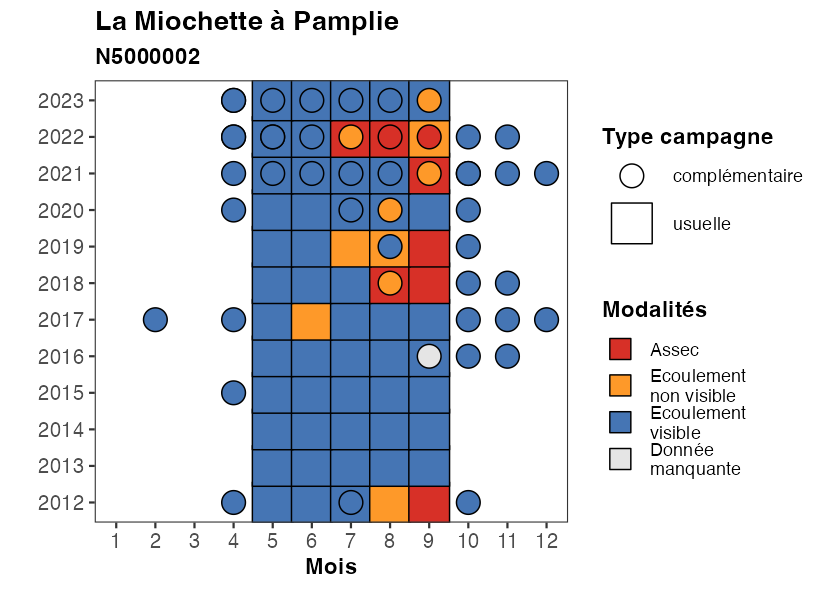 La Miochette à Pamplie
N5000002
2023
2022
2021
2020
2019
2018
2017
2016
2015
2014
2013
2012
1 2 3 4 5 6 7 8 9 10 11 12
Mois
Type campagne
complémentaire
usuelle
Modalités
Assec
Ecoulement
non visible
Ecoulement
visible
Donnée
manquante